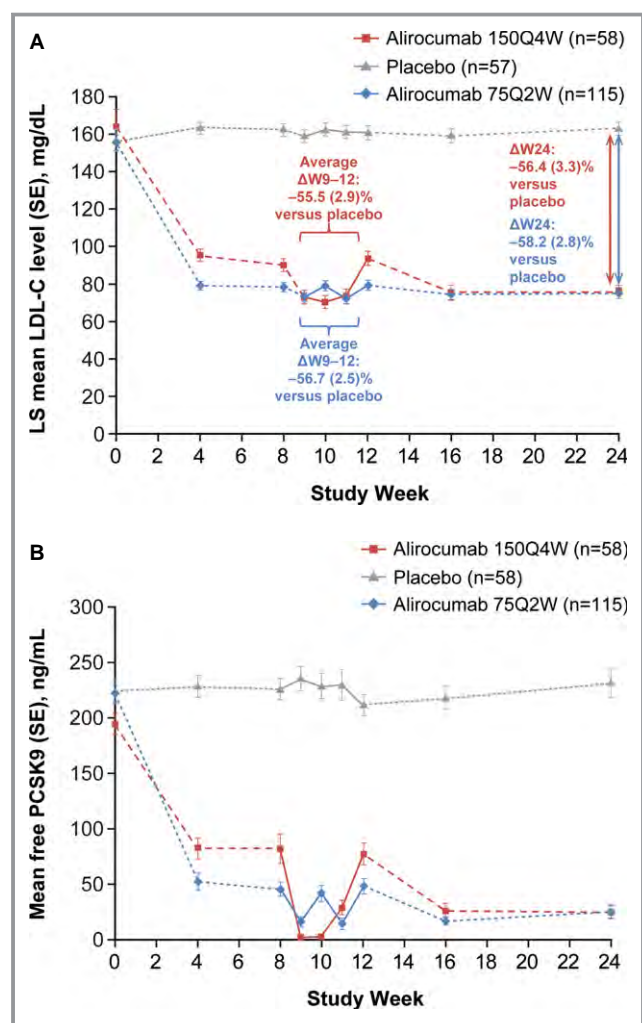 A
Alirocumab 150Q4W (n=58)
Placebo (n=57)
Alirocumab 75Q2W (n=115)
LS mean LDL-C level (SE), mg/dL
180
160
140
120
100
80
60
40
20
0
Average
ΔW9–12:
–55.5 (2.9)%
versus placebo
ΔW24:
–56.4 (3.3)%
versus
placebo
ΔW24:
–58.2 (2.8)%
versus
placebo
Average
ΔW9–12:
–56.7 (2.5)%
versus placebo
0 2 4 6 8 10 12 14 16 18 20 22 24
Study Week
B
Alirocumab 150Q4W (n=58)
Placebo (n=58)
Alirocumab 75Q2W (n=115)
Mean free PCSK9 (SE), ng/mL
300
250
200
150
100
50
0
0 2 4 6 8 10 12 14 16 18 20 22 24
Study Week